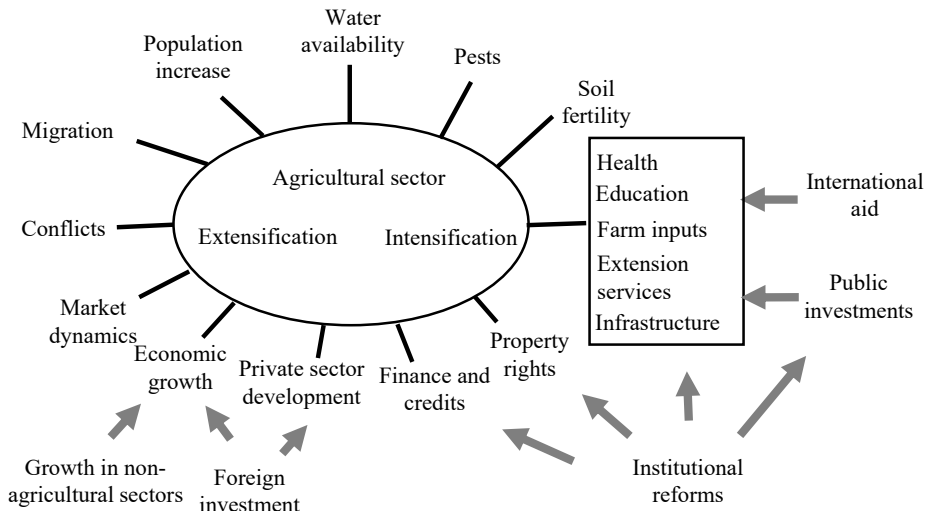 Water
availability
Population
increase
Pests
Soil
fertility
Migration
Agricultural sector
Health
Education
International
aid
Conflicts
Extensification
Intensification
Farm inputs
Extension
services
Infrastructure
Public
investments
Market
dynamics
Economic
growth
Private sector
development
Finance and
credits
Property
rights
Growth in non-
agricultural sectors
Foreign
investment
Institutional
reforms